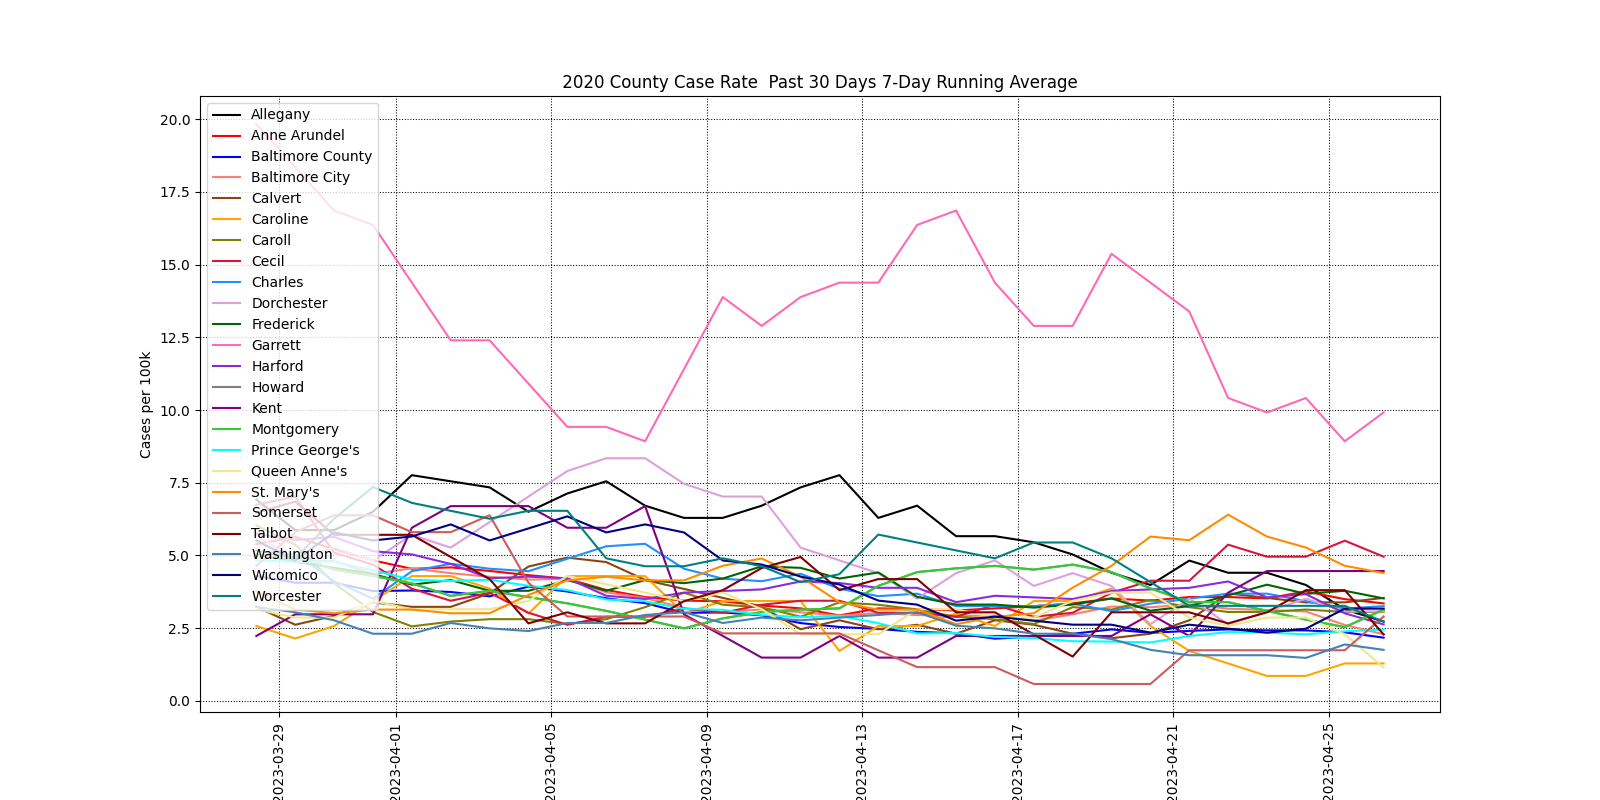 2020 County Case Rate  Past 30 Days 7-Day Running Average
Cases per 100k
20.0
17.5
15.0
12.5
10.0
7.5
5.0
2.5
0.0
Allegany
Anne Arundel
Baltimore County
Baltimore City
Calvert
Caroline
Caroll
Cecil
Charles
Dorchester
Frederick
Garrett
Harford
Howard
Kent
Montgomery
Prince George's
Queen Anne's
St. Mary's
Somerset
Talbot
Washington
Wicomico
Worcester
2023-03-29
2023-04-01
2023-04-05
2023-04-09
2023-04-13
2023-04-17
2023-04-21
2023-04-25